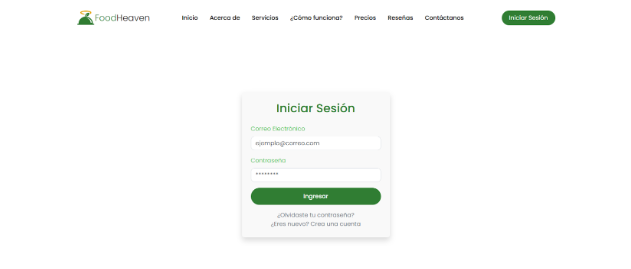 FoodHeaven
Inicio Acerca de Servicios ¿Cómo funciona? Precios Reseñas Contáctanos Iniciar Sesión
Iniciar Sesión
Correo Electrónico
ejemplo@correo.com
Contraseña
********
Ingresar
¿Olvidaste tu contraseña?
¿Eres nuevo? Crea una cuenta